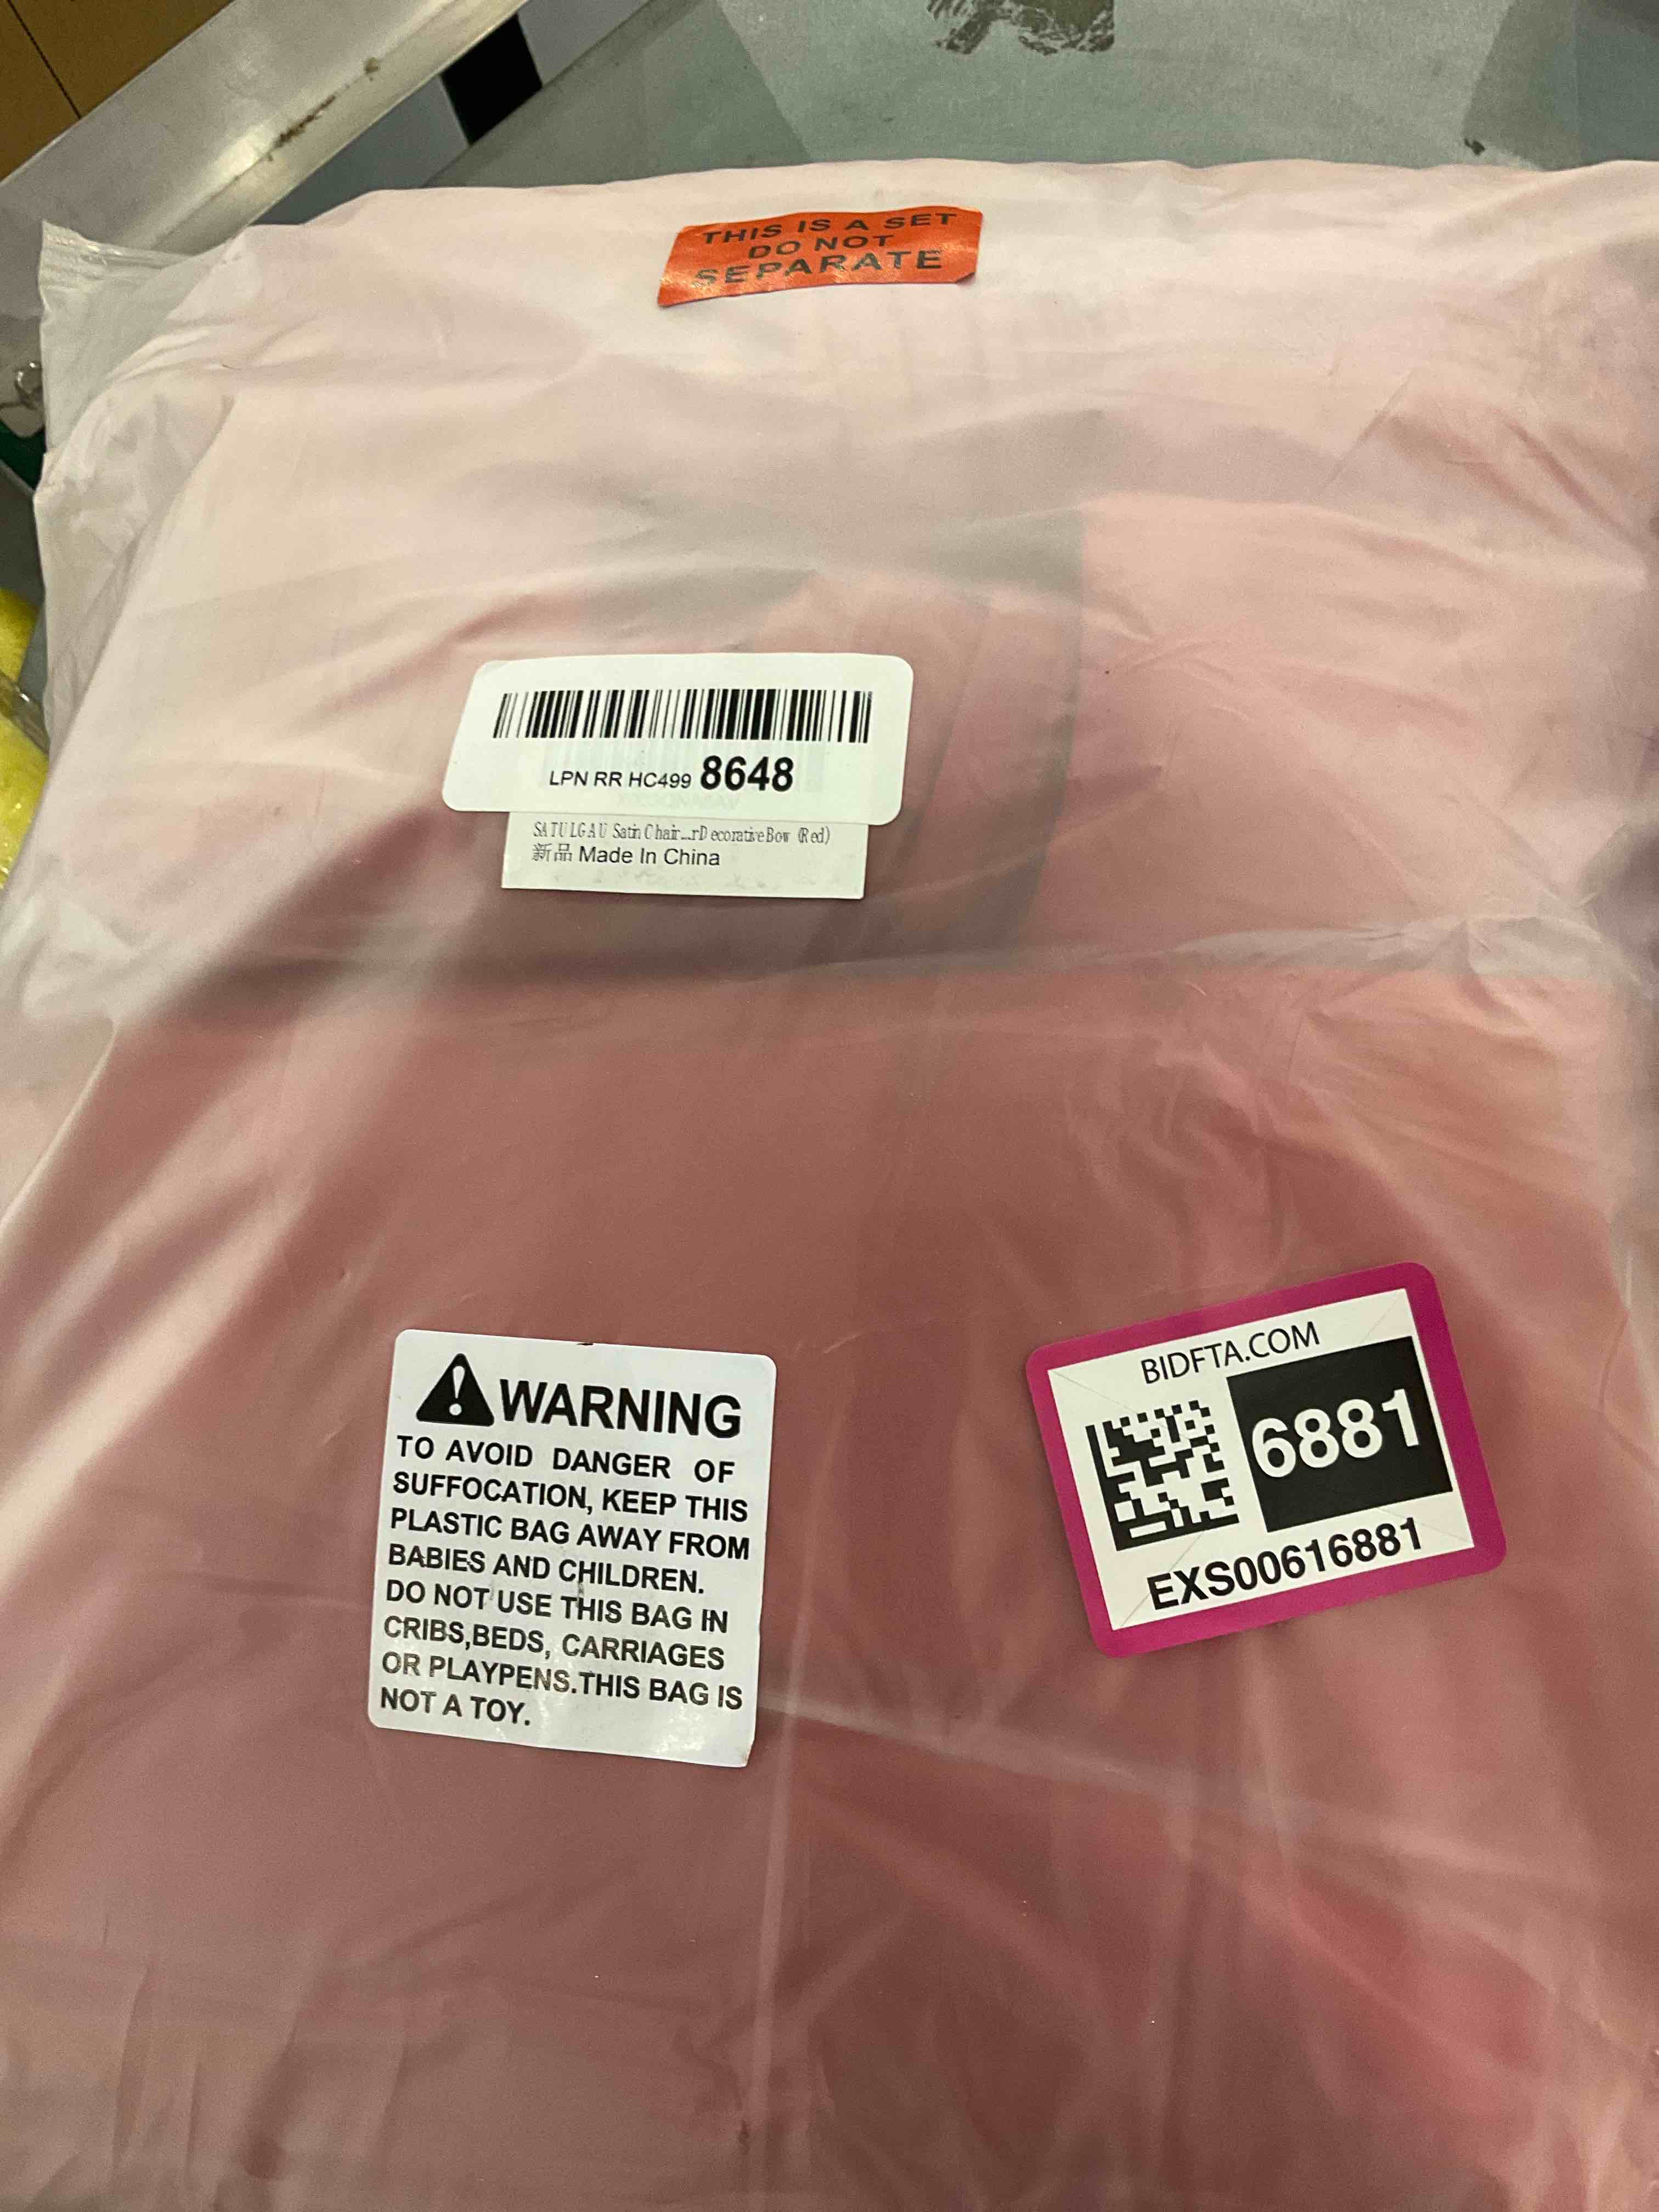 THIS IS A SET
DO NOT
SEPARATE
LPN RR HC499 8648
SATULGAU Satin Chair...rDecorative Bow (Red)
新品 Made In China
WARNING
TO AVOID DANGER OF
SUFFOCATION, KEEP THIS
PLASTIC BAG AWAY FROM
BABIES AND CHILDREN.
DO NOT USE THIS BAG IN
CRIBS,BEDS, CARRIAGES
OR PLAYPENS.THIS BAG IS
NOT A TOY.
BIDFTA.COM
6881
EXS00616881